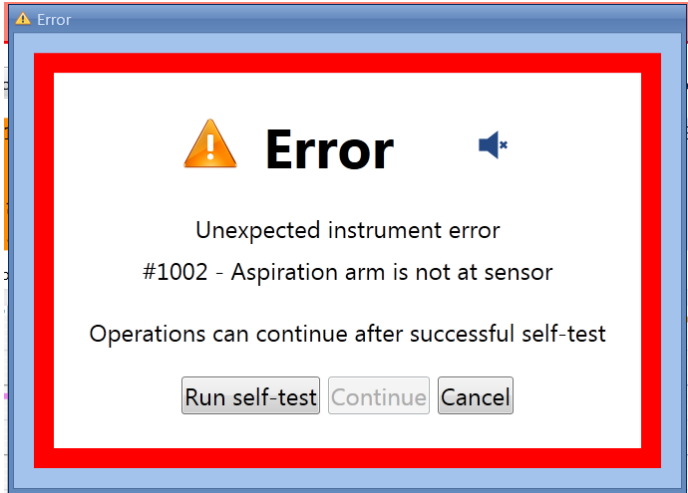 Error
Error
Unexpected instrument error
#1002 - Aspiration arm is not at sensor
Operations can continue after successful self-test
Run self-test Continue Cancel